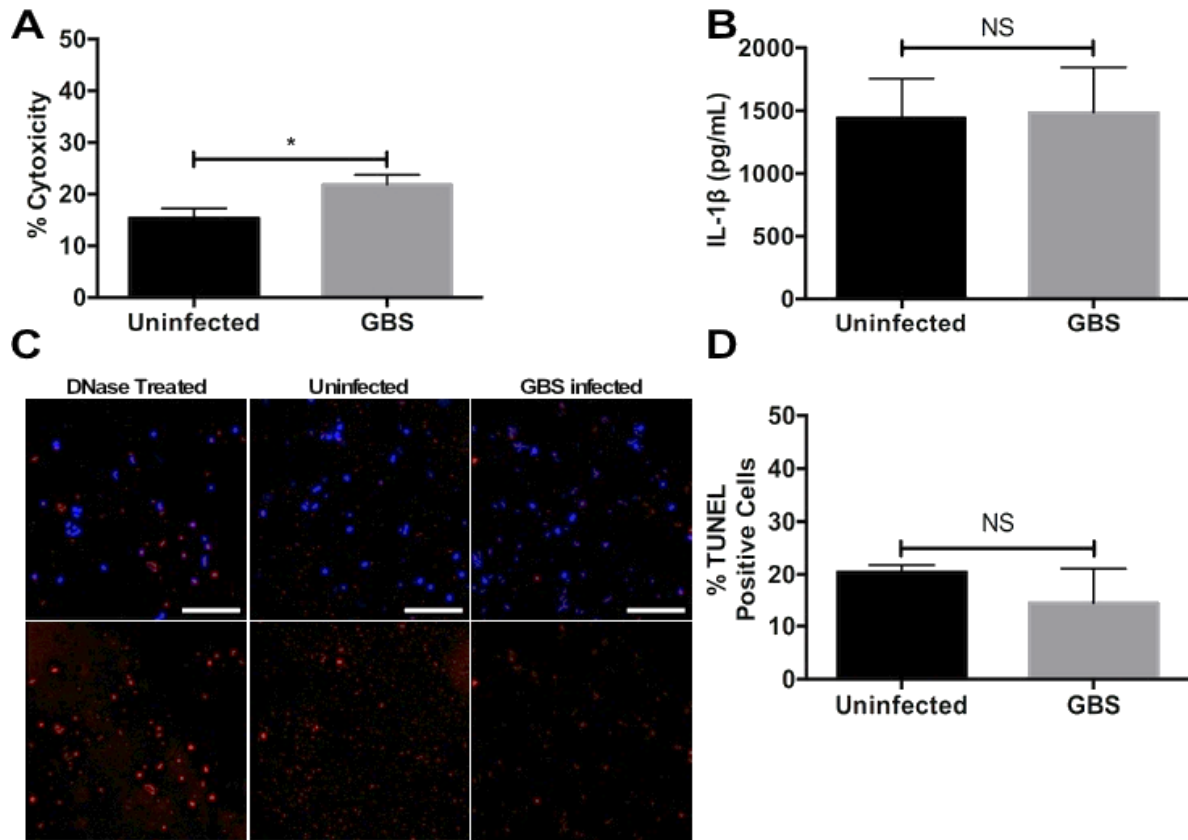 A
50
40
30
20
10
0
% Cytoxicity
*
Uninfected GBS
B
2000
1500
1000
500
0
IL-1β (pg/mL)
NS
Uninfected GBS
C
DNase Treated Uninfected GBS infected
D
50
40
30
20
10
0
% TUNEL
Positive Cells
NS
Uninfected GBS